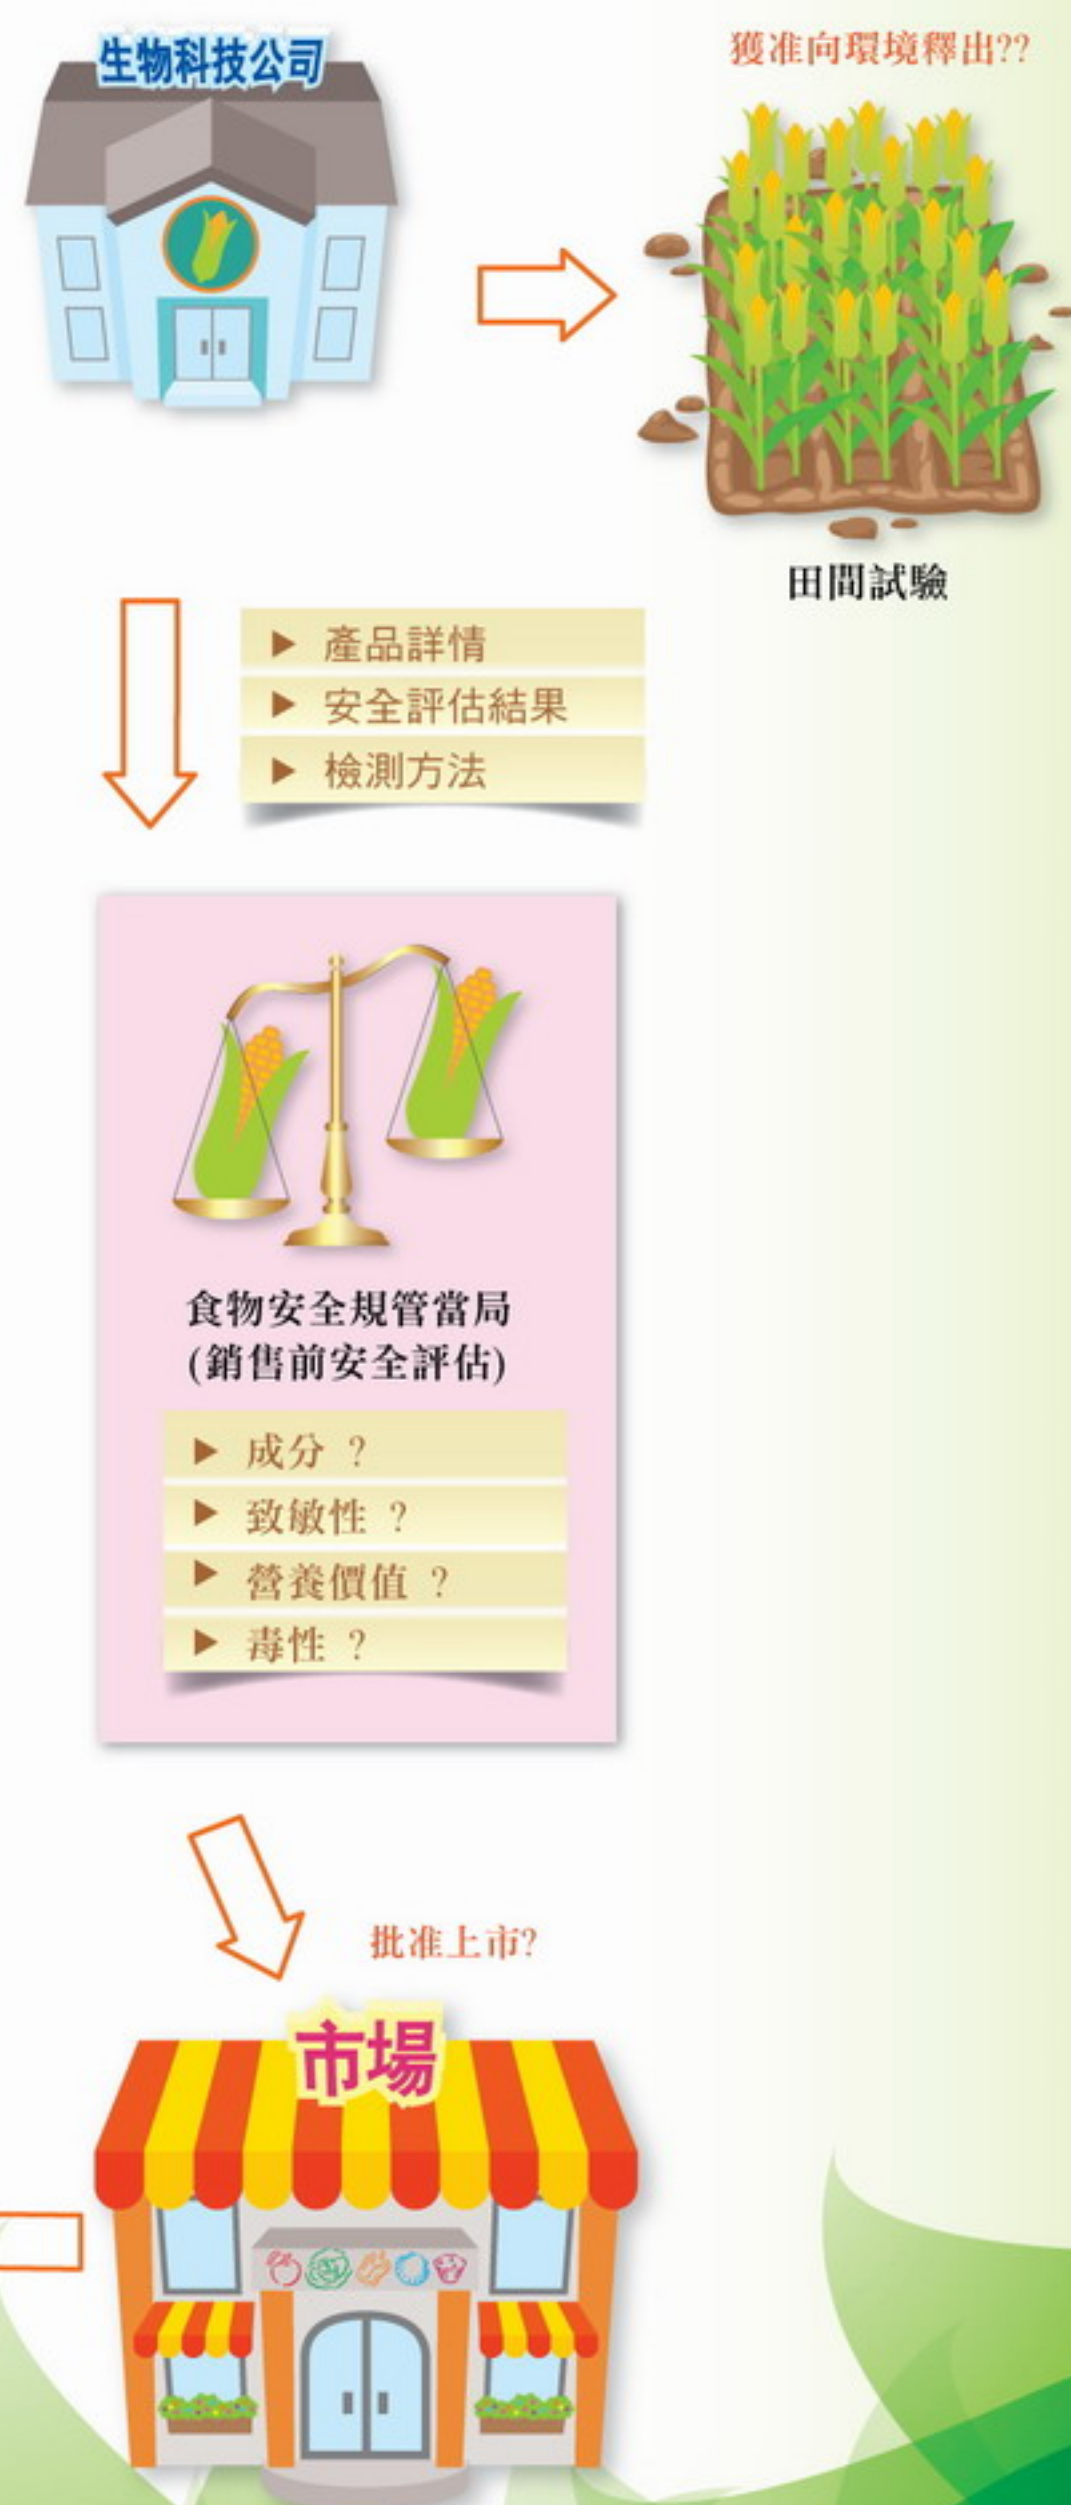 生物科技公司
獲准向環境釋出??
田間試驗
▶ 產品詳情
▶ 安全評估結果
▶ 檢測方法
食物安全規管當局
(銷售前安全評估)
▶ 成分 ?
▶ 致敏性 ?
▶ 營養價值 ?
▶ 毒性 ?
批准上市?
市場